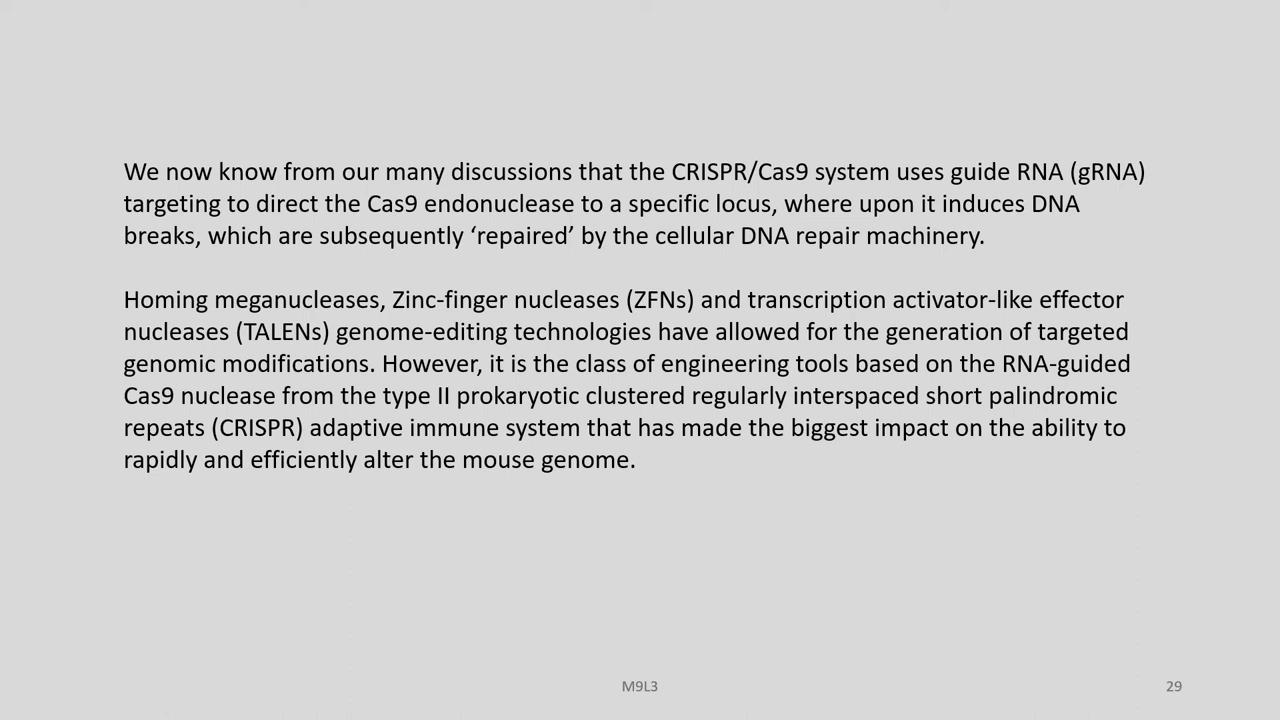 We now know from our many discussions that the CRISPR/Cas9 system uses guide RNA (gRNA)
targeting to direct the Cas9 endonuclease to a specific locus, where upon it induces DNA
breaks, which are subsequently ‘repaired’ by the cellular DNA repair machinery.
Homing meganucleases, Zinc-finger nucleases (ZFNs) and transcription activator-like effector
nucleases (TALENs) genome-editing technologies have allowed for the generation of targeted
genomic modifications. However, it is the class of engineering tools based on the RNA-guided
Cas9 nuclease from the type II prokaryotic clustered regularly interspaced short palindromic
repeats (CRISPR) adaptive immune system that has made the biggest impact on the ability to
rapidly and efficiently alter the mouse genome.
M9L3
29